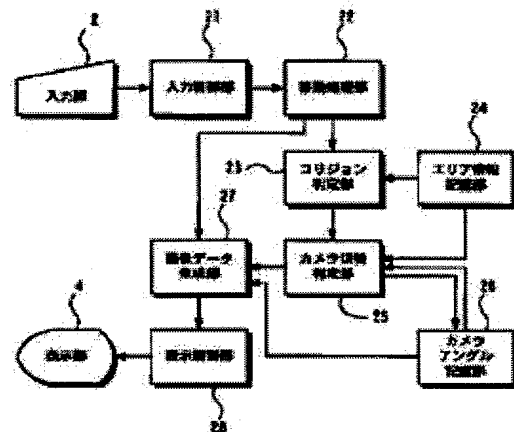 2
21
22
入力部
入力制御部
移動処理部
24
23
コリジョン
判定部
エリア情報
記憶部
27
画像データ
生成部
カメラ切替
判定部
4
25
26
表示部
表示制御部
カメラ
アングル
記憶部
28